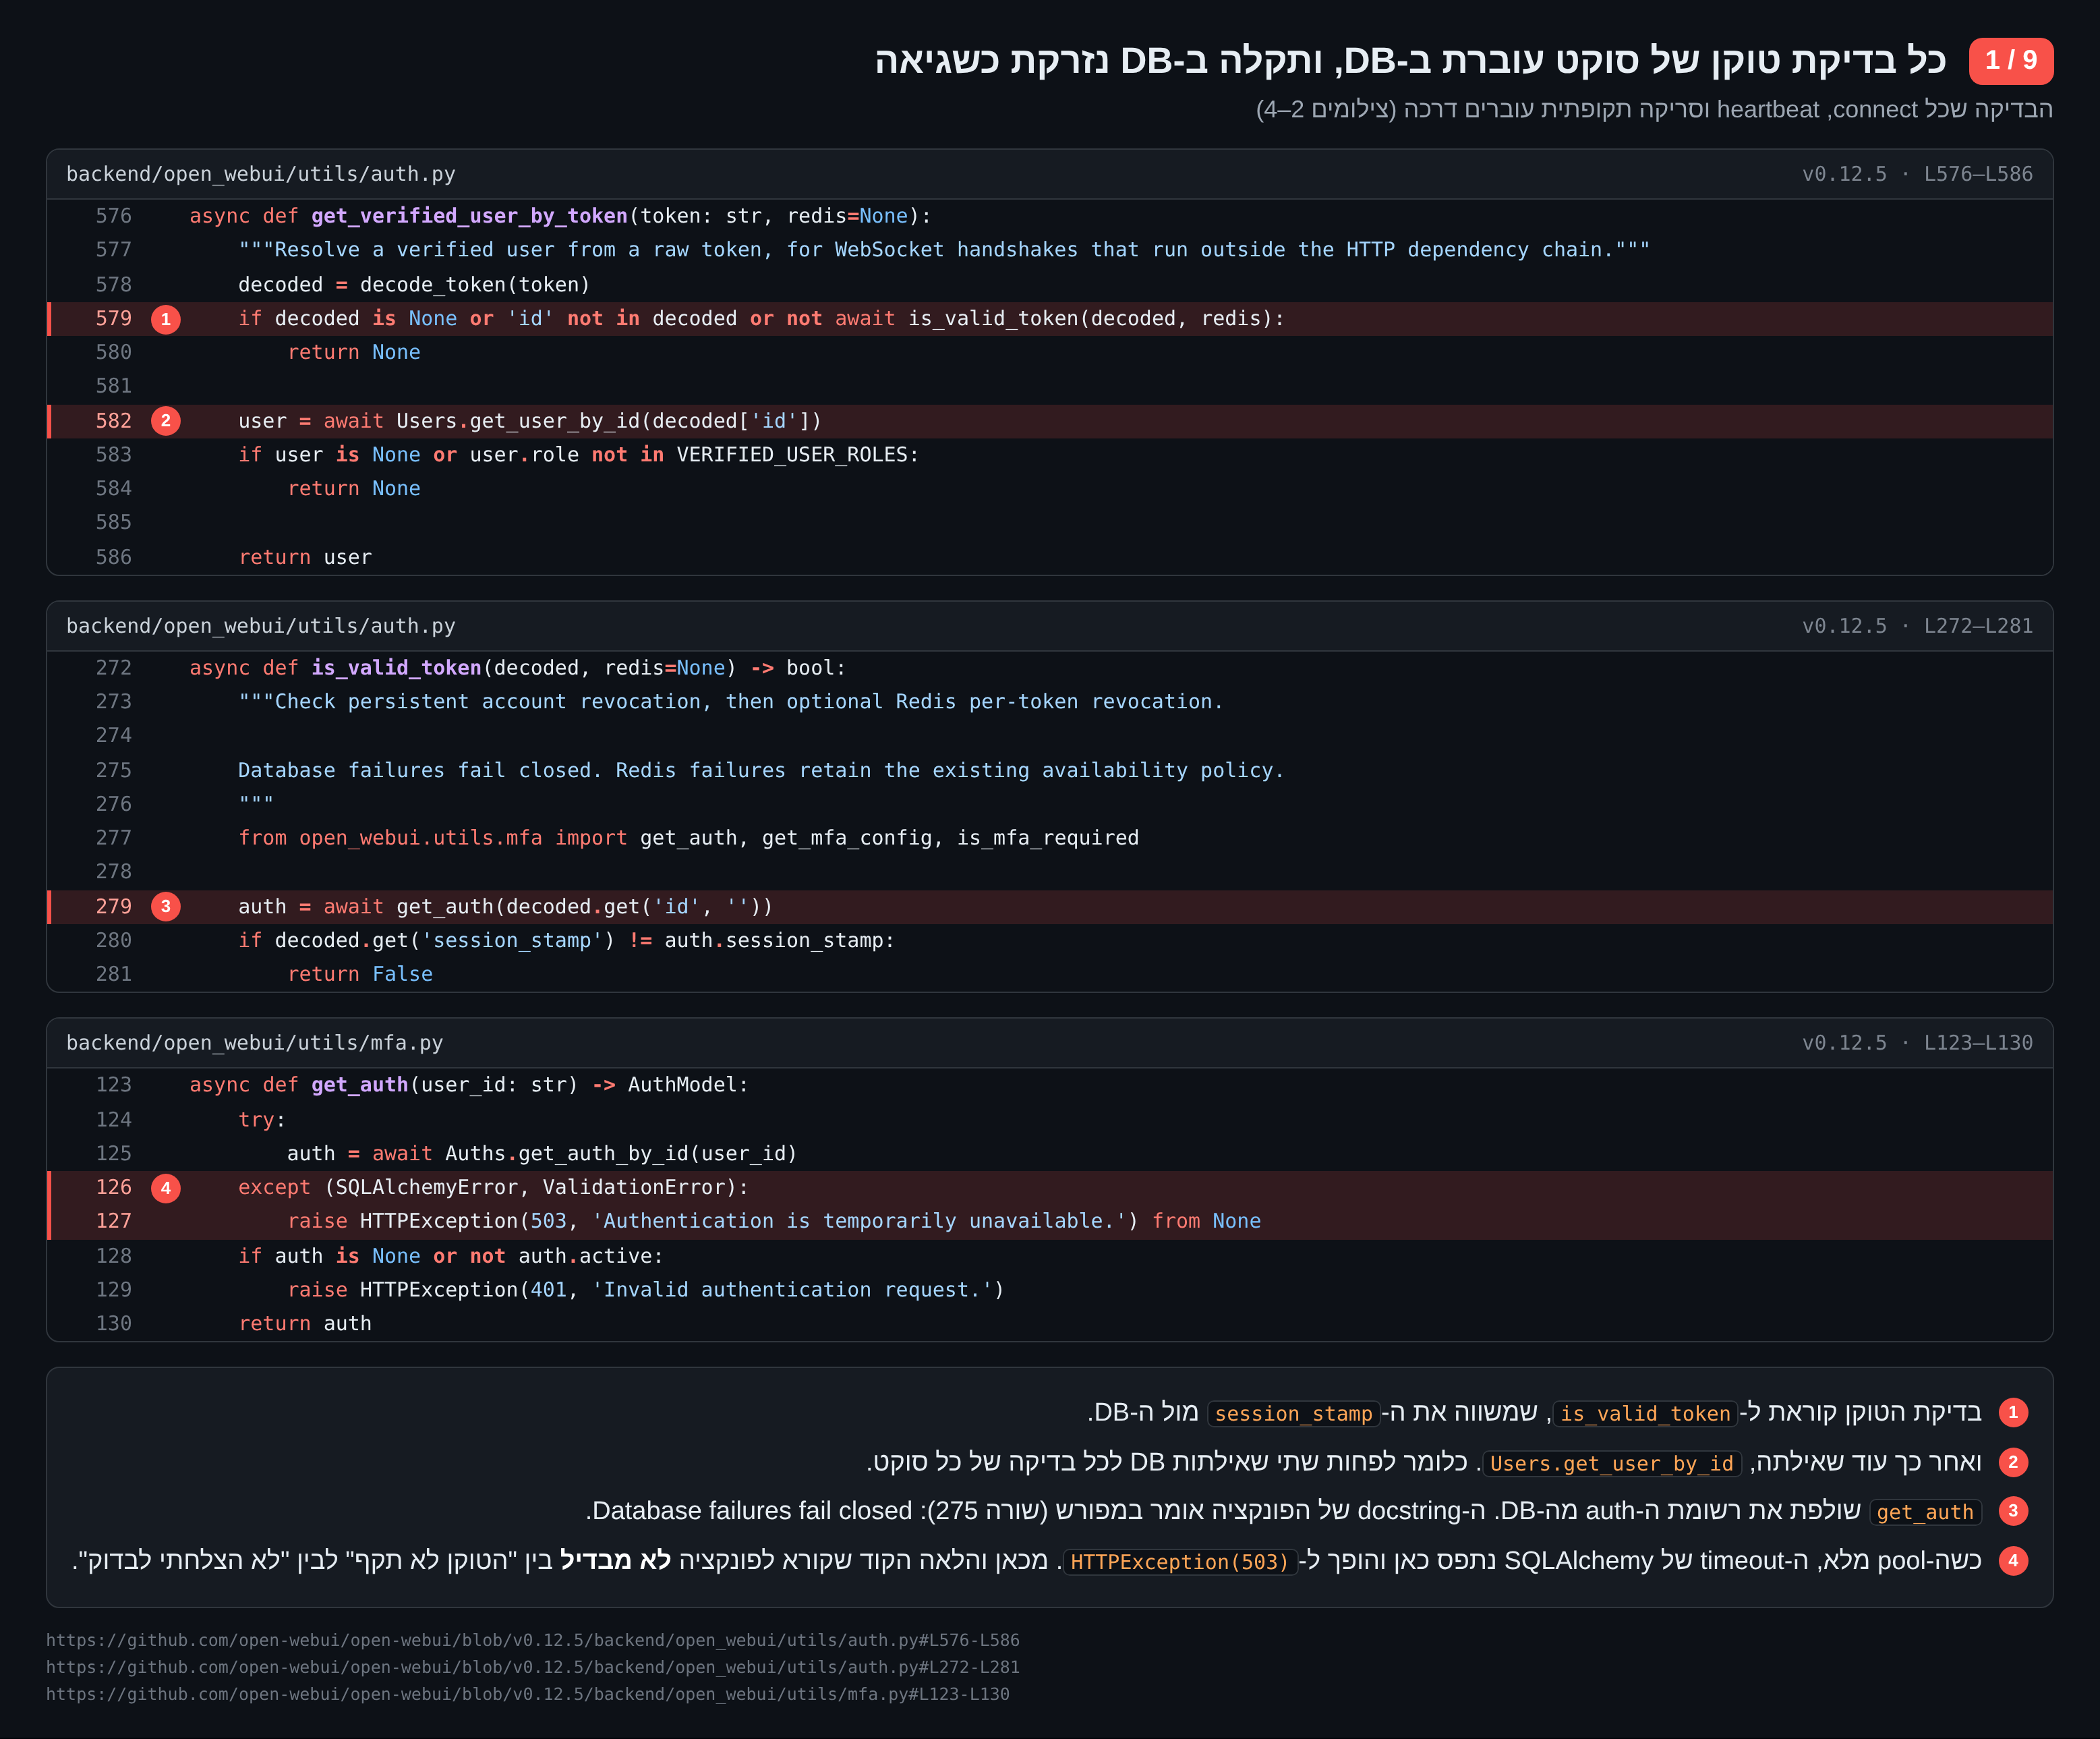 1 / 9 כל בדיקת טוקן של סוקט עוברת ב-DB, ותקלה ב-DB נזרקת כשגיאה
הבדיקה שכל connect, heartbeat וסריקה תקופתית עוברים דרכה (צילומים 2–4)
backend/open_webui/utils/auth.py v0.12.5 · L576–L586
576 async def get_verified_user_by_token(token: str, redis=None):
577     """Resolve a verified user from a raw token, for WebSocket handshakes that run outside the HTTP dependency chain."""
578     decoded = decode_token(token)
579 1     if decoded is None or 'id' not in decoded or not await is_valid_token(decoded, redis):
580         return None
581
582 2     user = await Users.get_user_by_id(decoded['id'])
583     if user is None or user.role not in VERIFIED_USER_ROLES:
584         return None
585
586     return user
backend/open_webui/utils/auth.py v0.12.5 · L272–L281
272 async def is_valid_token(decoded, redis=None) -> bool:
273     """Check persistent account revocation, then optional Redis per-token revocation.
274
275     Database failures fail closed. Redis failures retain the existing availability policy.
276     """
277     from open_webui.utils.mfa import get_auth, get_mfa_config, is_mfa_required
278
279 3     auth = await get_auth(decoded.get('id', ''))
280     if decoded.get('session_stamp') != auth.session_stamp:
281         return False
backend/open_webui/utils/mfa.py v0.12.5 · L123–L130
123 async def get_auth(user_id: str) -> AuthModel:
124     try:
125         auth = await Auths.get_auth_by_id(user_id)
126 4     except (SQLAlchemyError, ValidationError):
127         raise HTTPException(503, 'Authentication is temporarily unavailable.') from None
128     if auth is None or not auth.active:
129         raise HTTPException(401, 'Invalid authentication request.')
130     return auth
1 בדיקת הטוקן קוראת ל-is_valid_token, שמשווה את ה-session_stamp מול ה-DB.
2 ואחר כך עוד שאילתה, Users.get_user_by_id. כלומר לפחות שתי שאילתות DB לכל בדיקה של כל סוקט.
3 get_auth שולפת את רשומת ה-auth מה-DB. ה-docstring של הפונקציה אומר במפורש (שורה 275): Database failures fail closed.
4 כשה-pool מלא, ה-timeout של SQLAlchemy נתפס כאן והופך ל-HTTPException(503). מכאן והלאה הקוד שקורא לפונקציה לא מבדיל בין "הטוקן לא תקף" לבין "לא הצלחתי לבדוק".
https://github.com/open-webui/open-webui/blob/v0.12.5/backend/open_webui/utils/auth.py#L576-L586
https://github.com/open-webui/open-webui/blob/v0.12.5/backend/open_webui/utils/auth.py#L272-L281
https://github.com/open-webui/open-webui/blob/v0.12.5/backend/open_webui/utils/mfa.py#L123-L130